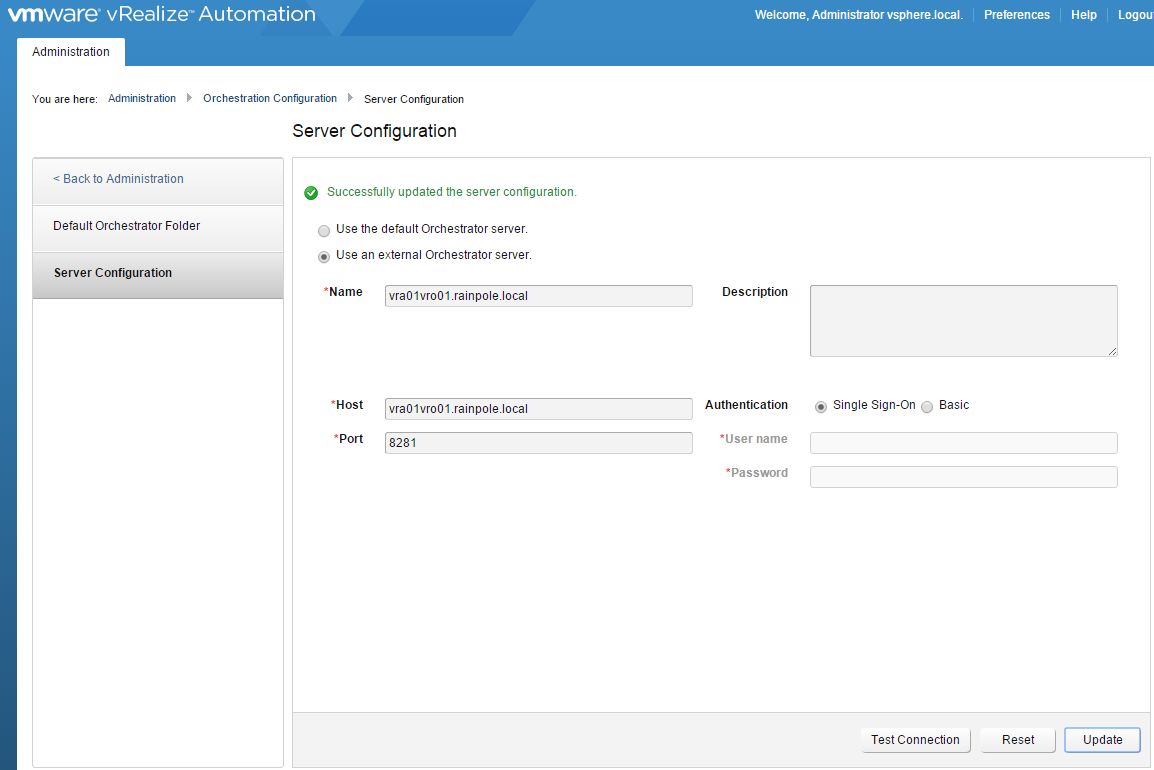 vmware® vRealize™ Automation
Welcome, Administrator vsphere.local. Preferences Help Logou
Administration
You are here: Administration Orchestration Configuration Server Configuration
Server Configuration
< Back to Administration
Default Orchestrator Folder
Server Configuration
Successfully updated the server configuration.
Use the default Orchestrator server.
Use an external Orchestrator server.
*Name vra01vro01.rainpole.local Description
*Host vra01vro01.rainpole.local Authentication Single Sign-On Basic
*Port 8281 *User name
*Password
Test Connection Reset Update